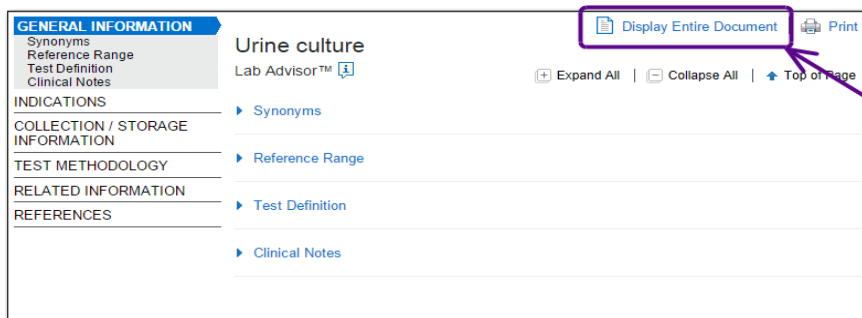 GENERAL INFORMATION
Synonyms
Reference Range
Test Definition
Clinical Notes
INDICATIONS
COLLECTION / STORAGE
INFORMATION
TEST METHODOLOGY
RELATED INFORMATION
REFERENCES
Display Entire Document
Print
Urine culture
Lab Advisor™
Expand All | Collapse All | Top of Page
Synonyms
Reference Range
Test Definition
Clinical Notes